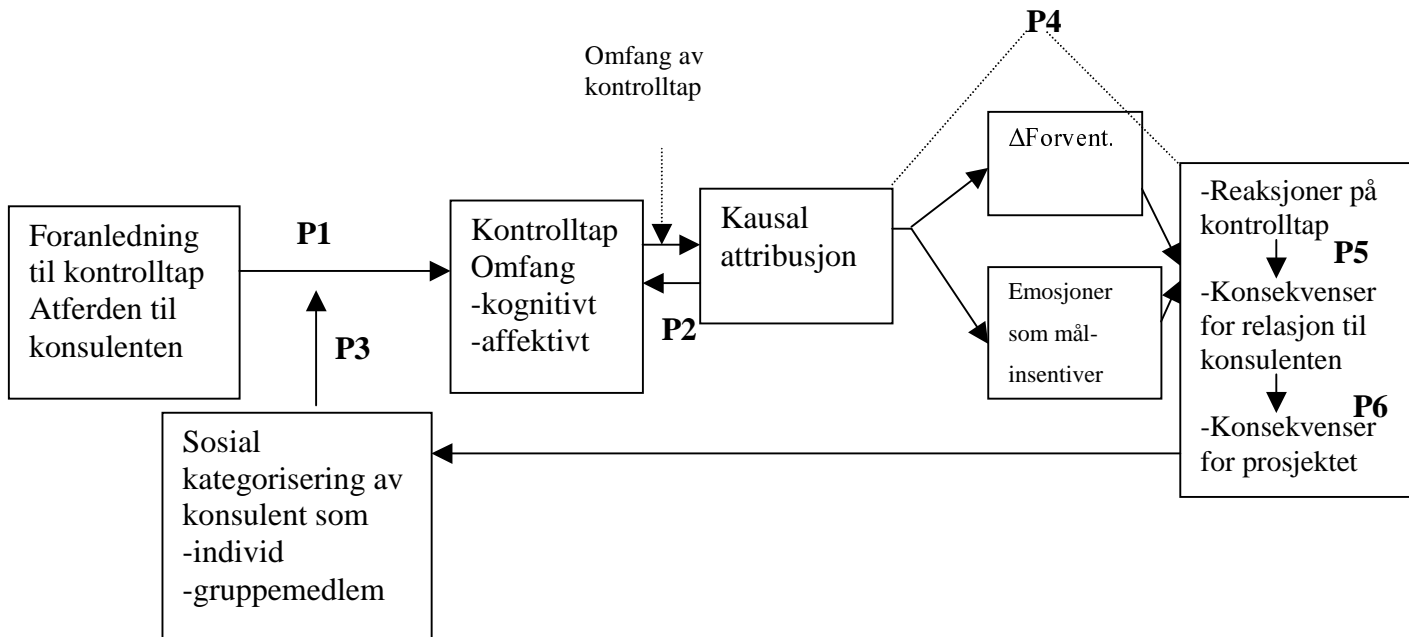 P4
Omfang av
kontrolltap
ΔForvent.
Foranledning
til kontrolltap
Atferden til
konsulenten
P1
P3
Kontrolltap
Omfang
-kognitivt
-affektivt
P2
Kausal
attribusjon
Emosjoner
som mål-
insentiver
-Reaksjoner på
kontrolltap
P5
-Konsekvenser
for relasjon til
konsulenten
P6
-Konsekvenser
for prosjektet
Sosial
kategorisering av
konsulent som
-individ
-gruppemedlem